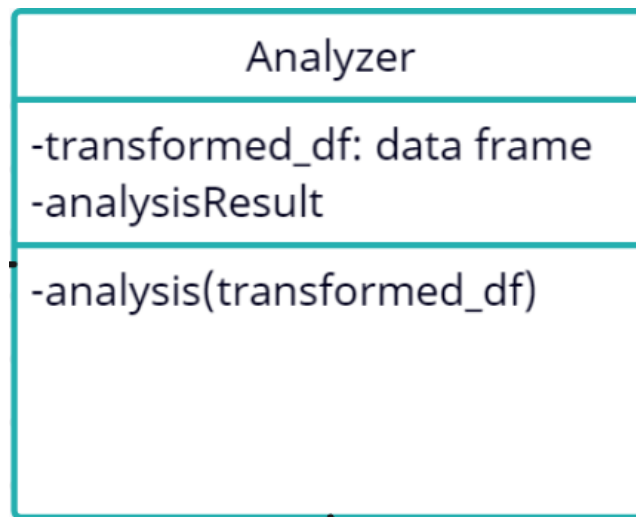 Analyzer
-transformed_df: data frame
-analysisResult
-analysis(transformed_df)